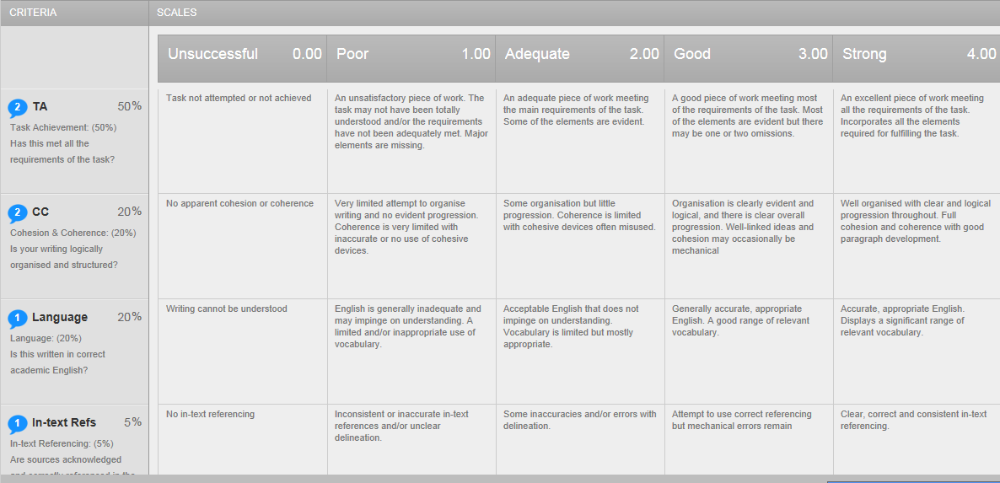 CRITERIA
SCALES
Unsuccessful 0.00
Poor 1.00
Adequate 2.00
Good 3.00
Strong 4.00
2 TA 50%
Task Achievement: (50%)
Has this met all the
requirements of the task?
Task not attempted or not achieved
An unsatisfactory piece of work. The
task may not have been totally
understood and/or the requirements
have not been adequately met. Major
elements are missing.
An adequate piece of work meeting
the main requirements of the task.
Some of the elements are evident.
A good piece of work meeting most
of the requirements of the task. Most
of the elements are evident but there
may be one or two omissions.
An excellent piece of work meeting
all the requirements of the task.
Incorporates all the elements
required for fulfilling the task.
2 CC 20%
Cohesion & Coherence: (20%)
Is your writing logically
organised and structured?
No apparent cohesion or coherence
Very limited attempt to organise
writing and no evident progression.
Coherence is very limited with
inaccurate or no use of cohesive
devices.
Some organisation but little
progression. Coherence is limited
with cohesive devices often misused.
Organisation is clearly evident and
logical, and there is clear overall
progression. Well-linked ideas and
cohesion may occasionally be
mechanical
Well organised with clear and logical
progression throughout. Full
cohesion and coherence with good
paragraph development.
1 Language 20%
Language: (20%)
Is this written in correct
academic English?
Writing cannot be understood
English is generally inadequate and
may impinge on understanding. A
limited and/or inappropriate use of
vocabulary.
Acceptable English that does not
impinge on understanding.
Vocabulary is limited but mostly
appropriate.
Generally accurate, appropriate
English. A good range of relevant
vocabulary.
Accurate, appropriate English.
Displays a significant range of
relevant vocabulary.
1 In-text Refs 5%
In-text Referencing: (5%)
Are sources acknowledged
and correctly referenced in the
No in-text referencing
Inconsistent or inaccurate in-text
references and/or unclear
delineation.
Some inaccuracies and/or errors with
delineation.
Attempt to use correct referencing
but mechanical errors remain
Clear, correct and consistent in-text
referencing.